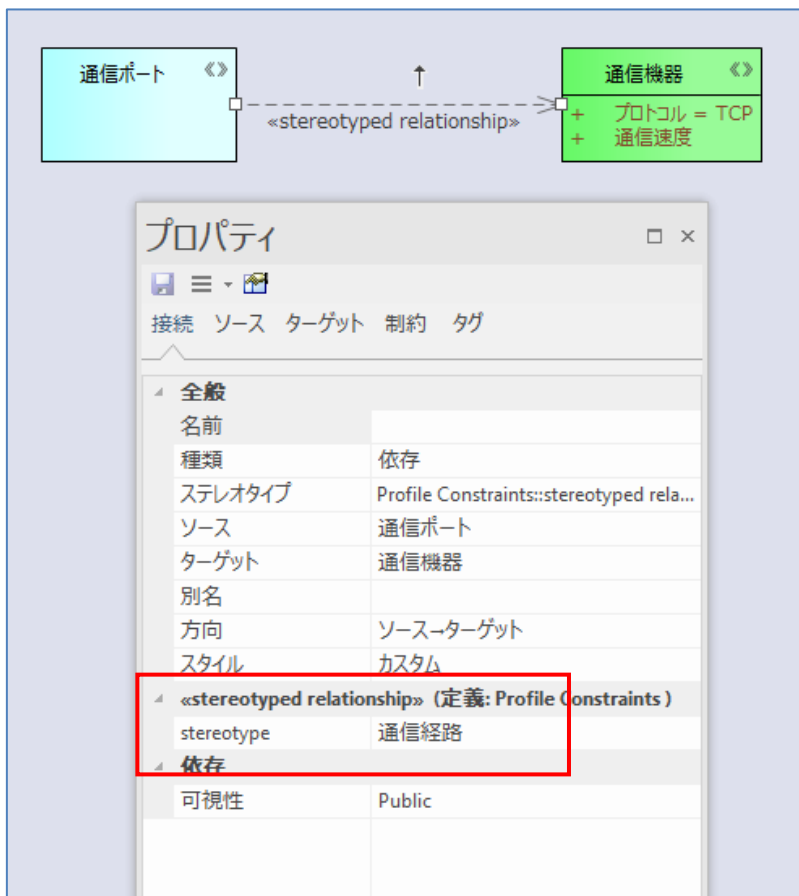 通信ポート 《》
通信機器 《》
↑
«stereotyped relationship»
+ プロトコル = TCP
+ 通信速度
プロパティ
接続 ソース ターゲット 制約 タグ
全般
名前
種類 依存
ステレオタイプ Profile Constraints::stereotyped rela...
ソース 通信ポート
ターゲット 通信機器
別名
方向 ソース→ターゲット
スタイル カスタム
«stereotyped relationship» (定義: Profile Constraints )
stereotype 通信経路
依存
可視性 Public